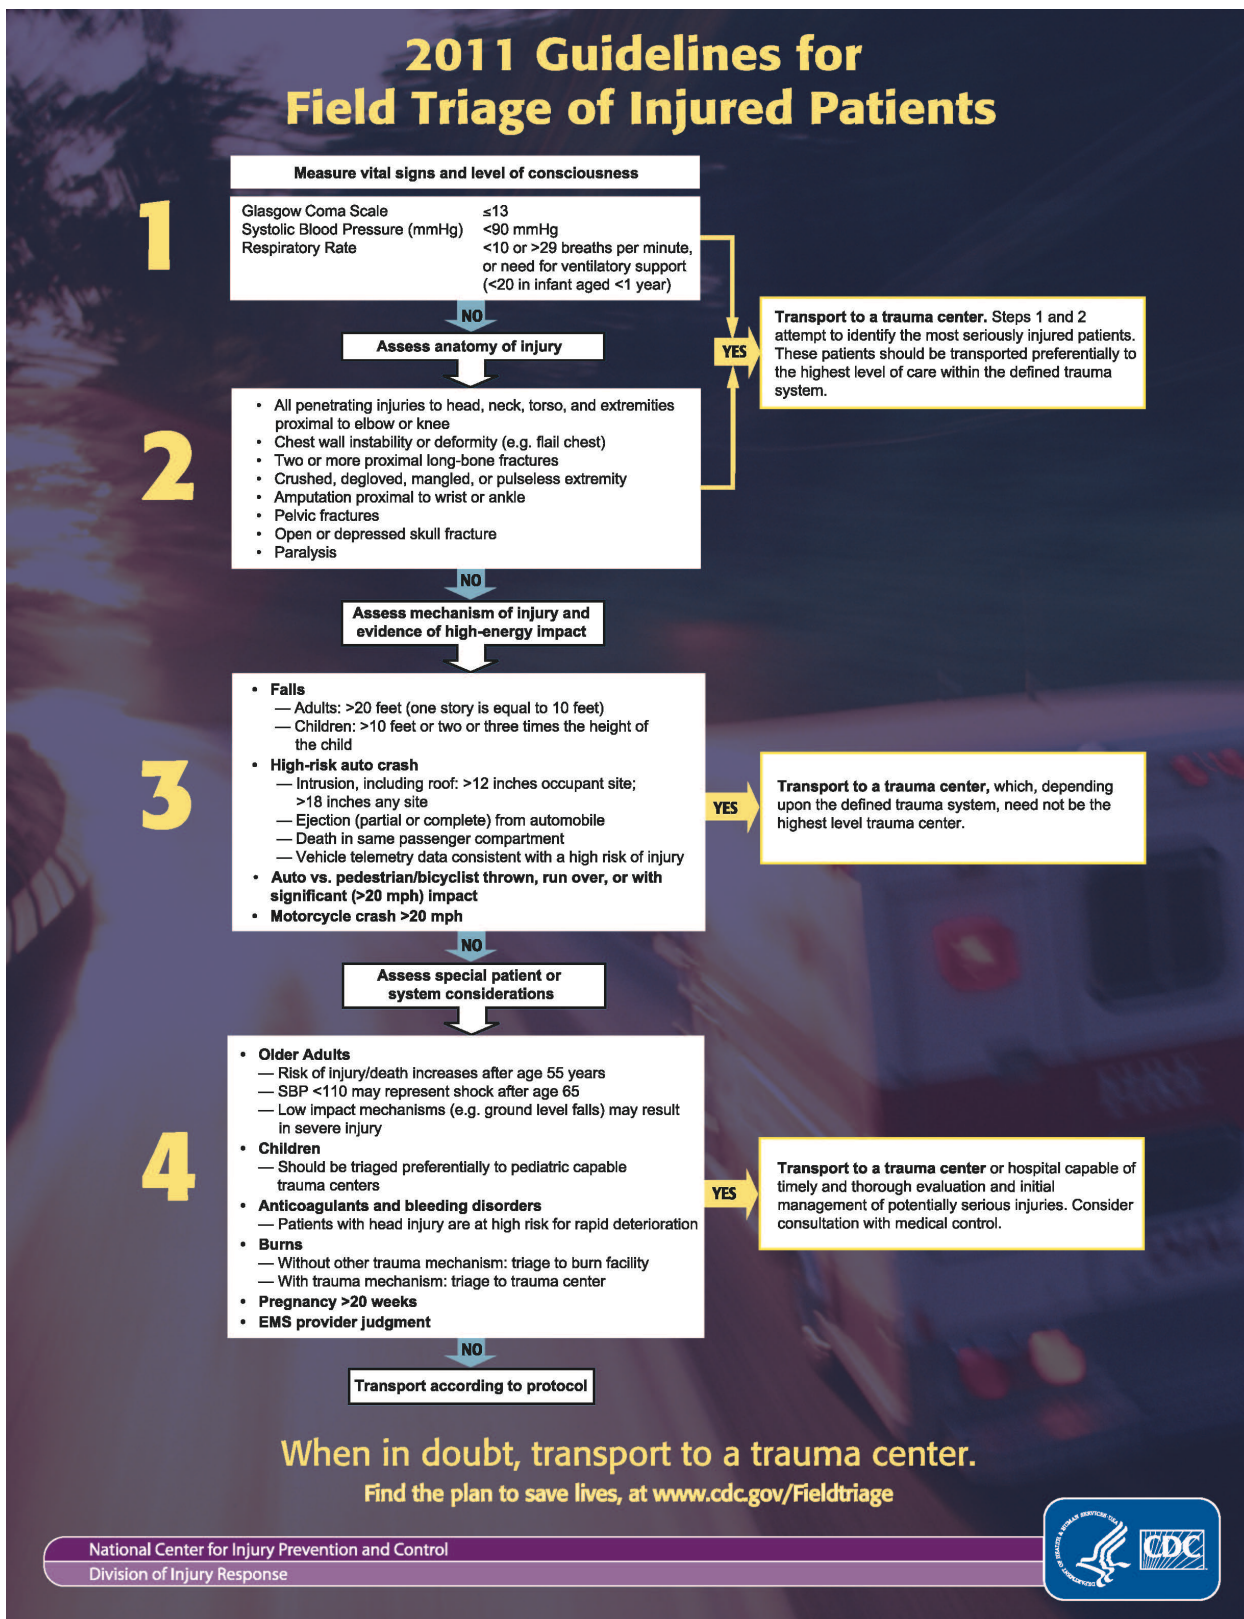 2011 Guidelines for
Field Triage of Injured Patients
1
Measure vital signs and level of consciousness
Glasgow Coma Scale ≤13
Systolic Blood Pressure (mmHg) <90 mmHg
Respiratory Rate <10 or >29 breaths per minute,
or need for ventilatory support
(<20 in infant aged <1 year)
NO
Assess anatomy of injury
YES
Transport to a trauma center. Steps 1 and 2
attempt to identify the most seriously injured patients.
These patients should be transported preferentially to
the highest level of care within the defined trauma
system.
2
• All penetrating injuries to head, neck, torso, and extremities
proximal to elbow or knee
• Chest wall instability or deformity (e.g. flail chest)
• Two or more proximal long-bone fractures
• Crushed, degloved, mangled, or pulseless extremity
• Amputation proximal to wrist or ankle
• Pelvic fractures
• Open or depressed skull fracture
• Paralysis
NO
Assess mechanism of injury and
evidence of high-energy impact
3
• Falls
— Adults: >20 feet (one story is equal to 10 feet)
— Children: >10 feet or two or three times the height of
the child
• High-risk auto crash
— Intrusion, including roof: >12 inches occupant site;
>18 inches any site
— Ejection (partial or complete) from automobile
— Death in same passenger compartment
— Vehicle telemetry data consistent with a high risk of injury
• Auto vs. pedestrian/bicyclist thrown, run over, or with
significant (>20 mph) impact
• Motorcycle crash >20 mph
YES
Transport to a trauma center, which, depending
upon the defined trauma system, need not be the
highest level trauma center.
NO
Assess special patient or
system considerations
4
• Older Adults
— Risk of injury/death increases after age 55 years
— SBP <110 may represent shock after age 65
— Low impact mechanisms (e.g. ground level falls) may result
in severe injury
• Children
— Should be triaged preferentially to pediatric capable
trauma centers
• Anticoagulants and bleeding disorders
— Patients with head injury are at high risk for rapid deterioration
• Burns
— Without other trauma mechanism: triage to burn facility
— With trauma mechanism: triage to trauma center
• Pregnancy >20 weeks
• EMS provider judgment
YES
Transport to a trauma center or hospital capable of
timely and thorough evaluation and initial
management of potentially serious injuries. Consider
consultation with medical control.
NO
Transport according to protocol
When in doubt, transport to a trauma center.
Find the plan to save lives, at www.cdc.gov/Fieldtriage
National Center for Injury Prevention and Control
Division of Injury Response
DEPARTMENT OF HEALTH & HUMAN SERVICES·USA
CDC